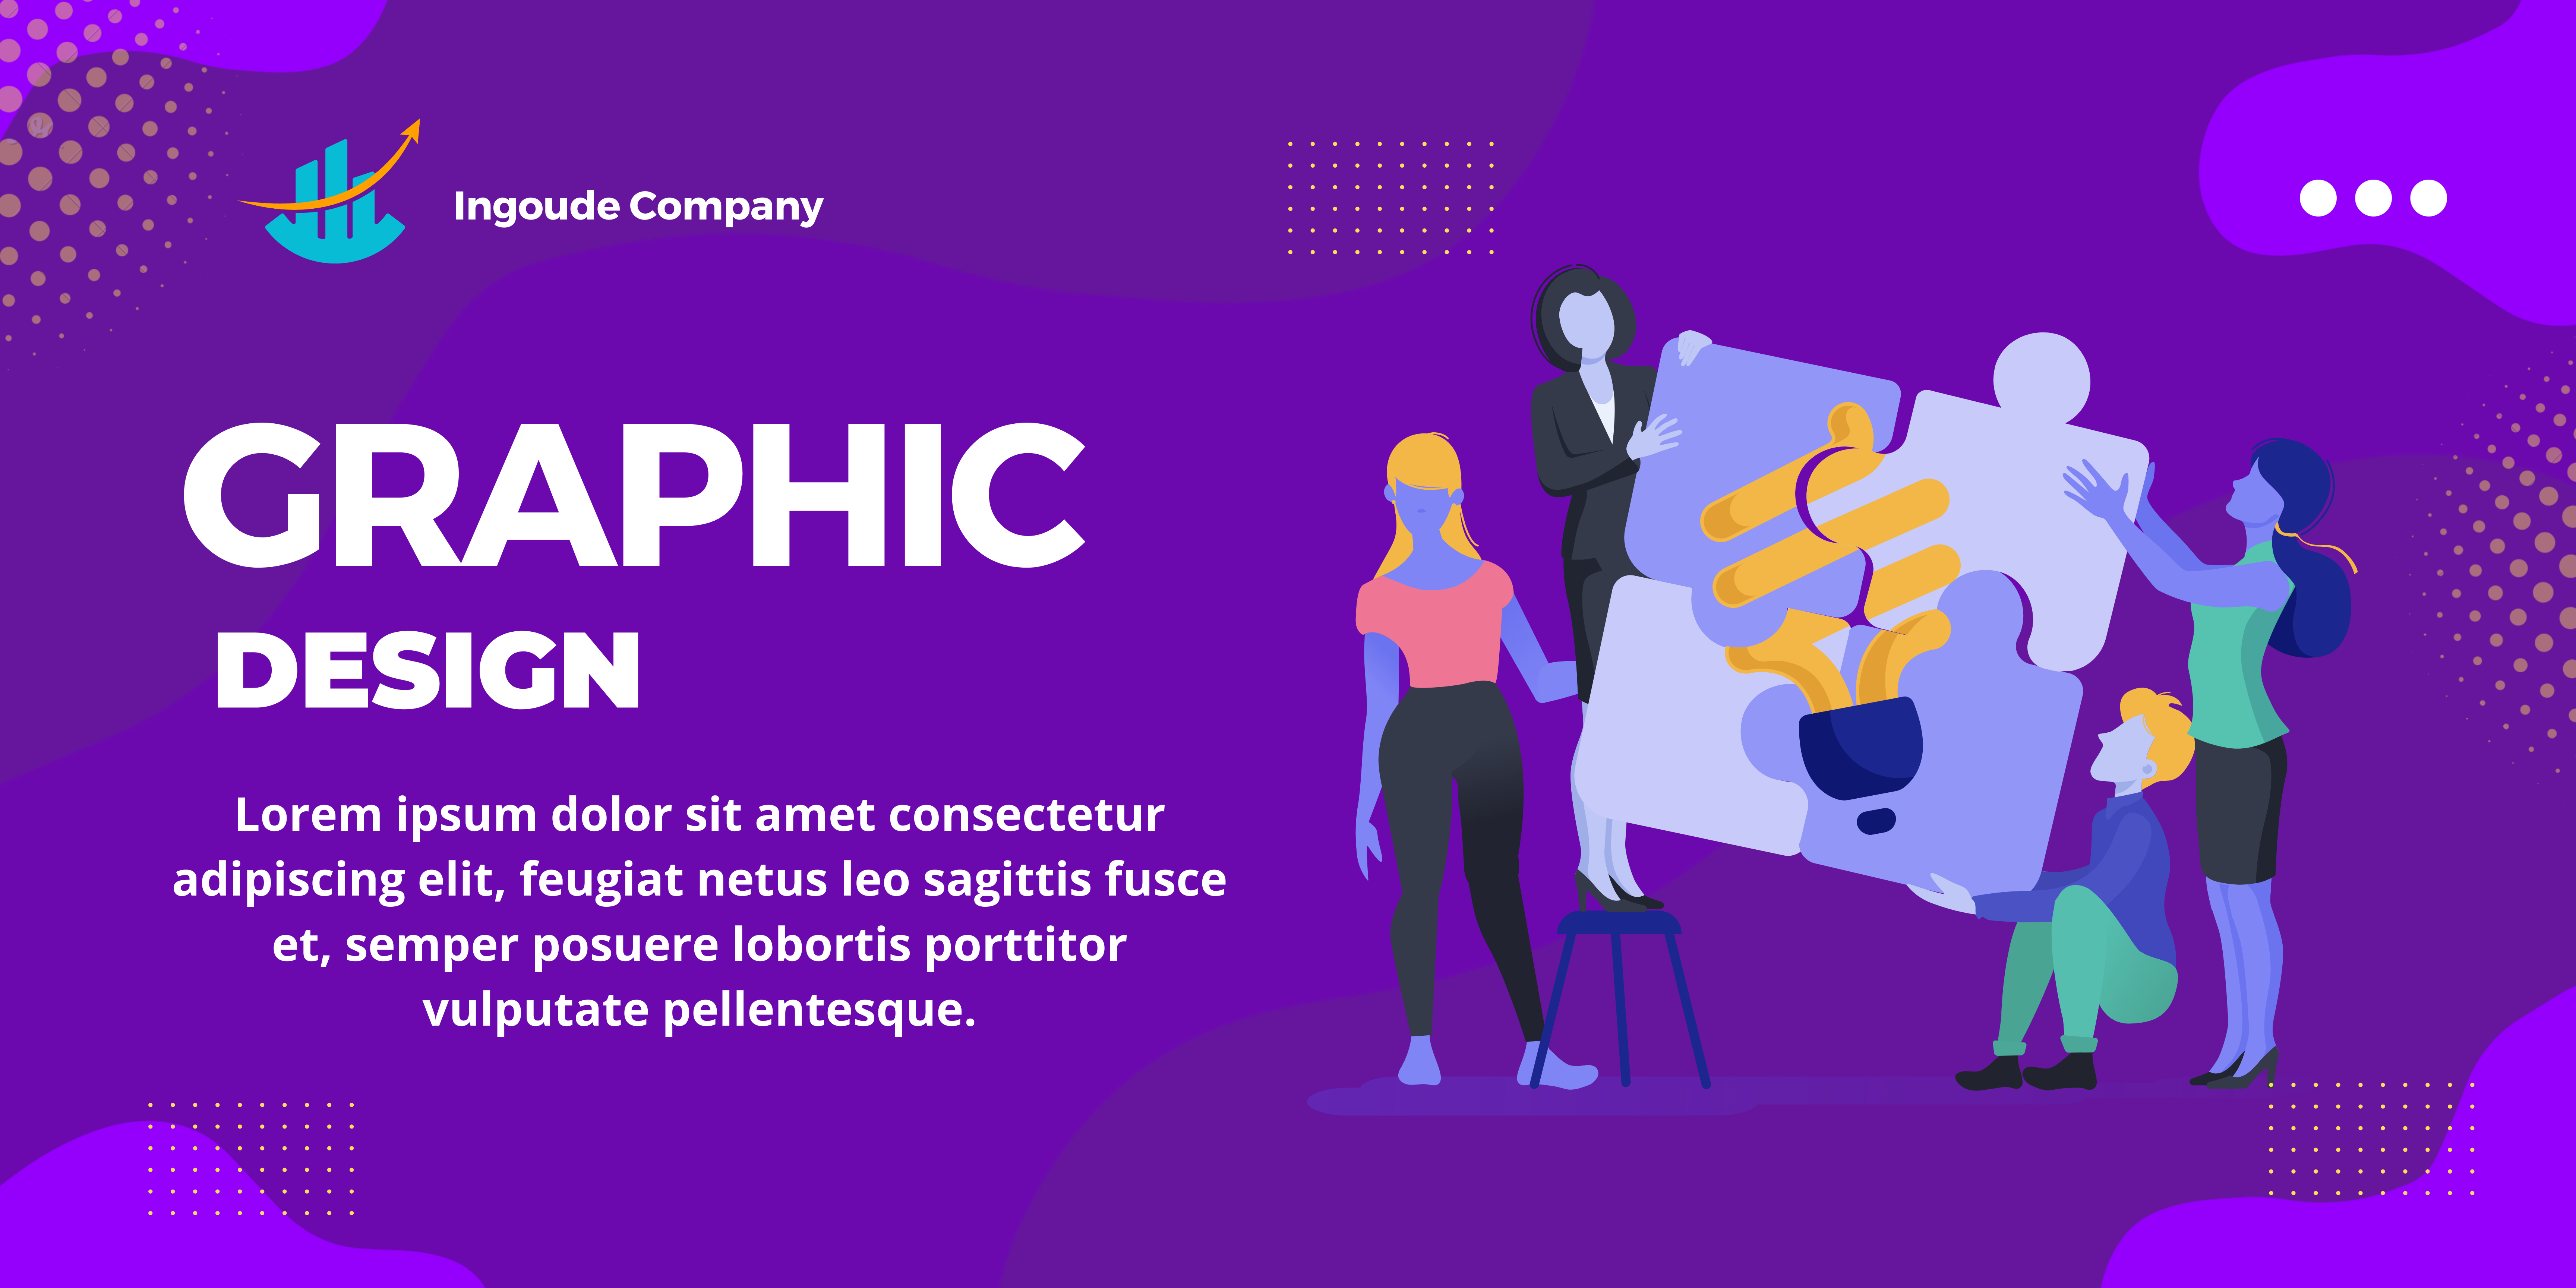 Ingoude Company
GRAPHIC
DESIGN
Lorem ipsum dolor sit amet consectetur
adipiscing elit, feugiat netus leo sagittis fusce
et, semper posuere lobortis porttitor
vulputate pellentesque.